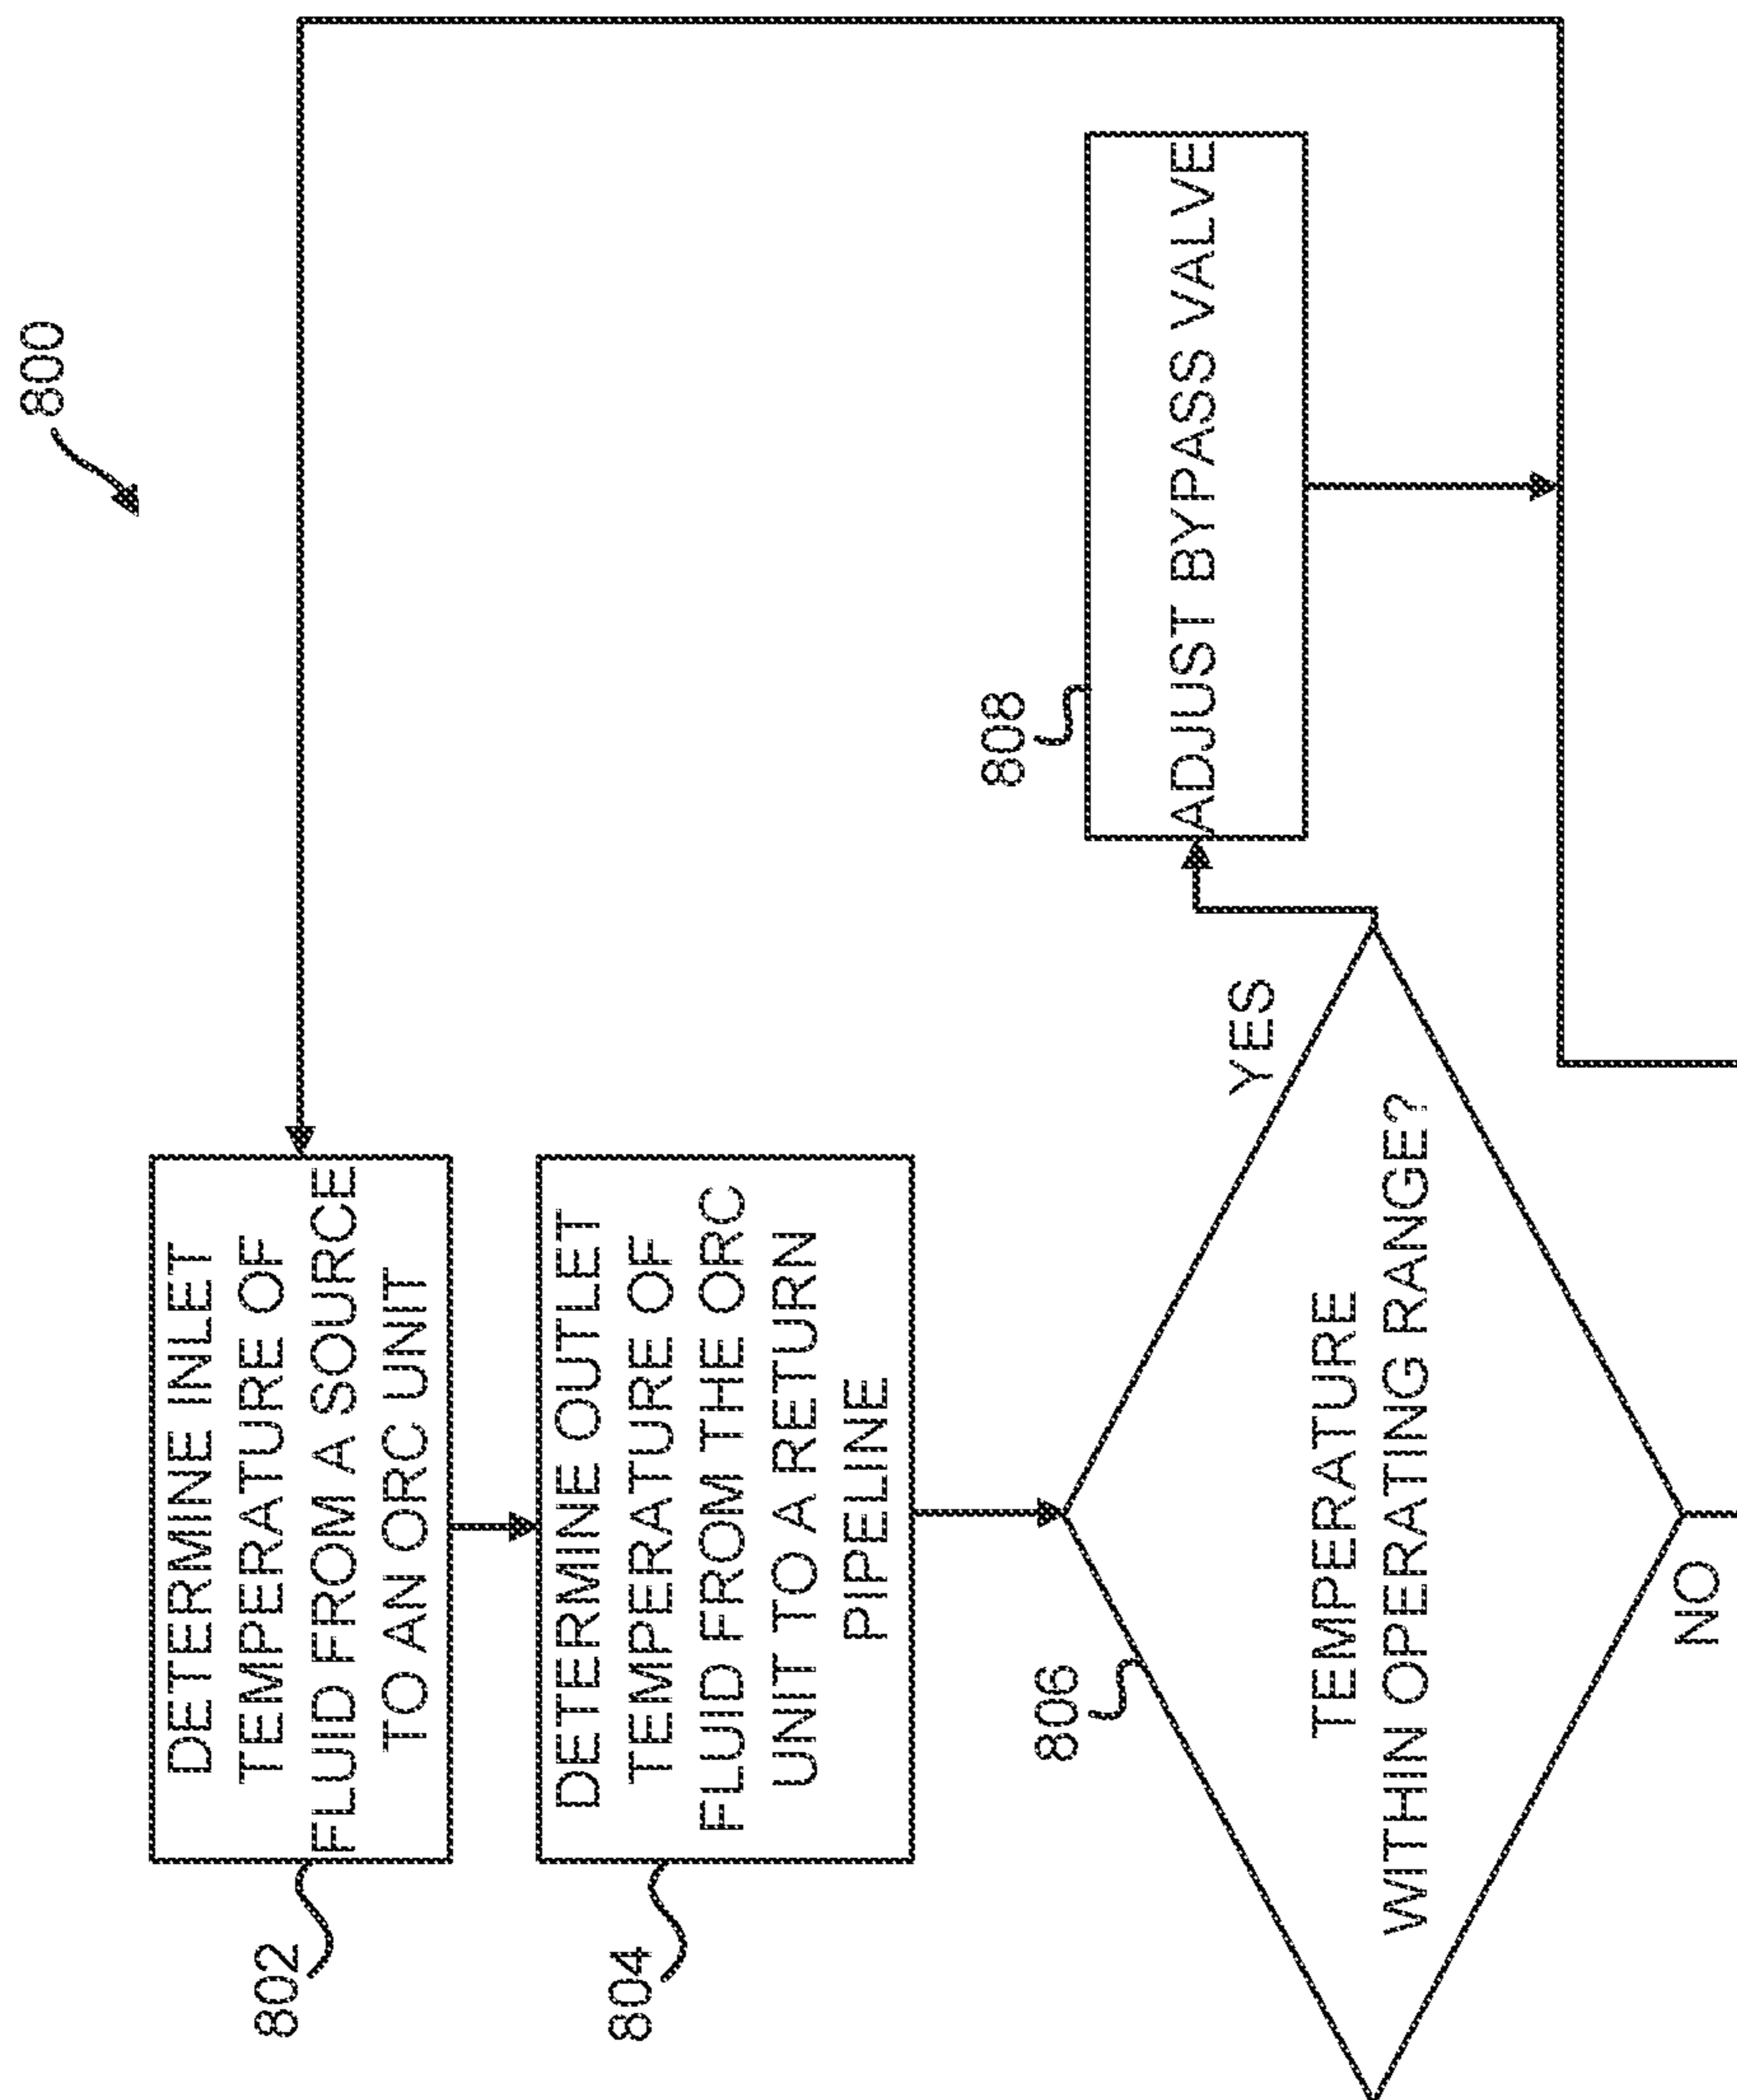 800
802
DETERMINE INLET
TEMPERATURE OF
FLUID FROM A SOURCE
TO AN ORC UNIT
804
DETERMINE OUTLET
TEMPERATURE OF
FLUID FROM THE ORC
UNIT TO A RETURN
PIPELINE
806
TEMPERATURE
WITHIN OPERATING RANGE?
YES
808
ADJUST BYPASS VALVE
NO